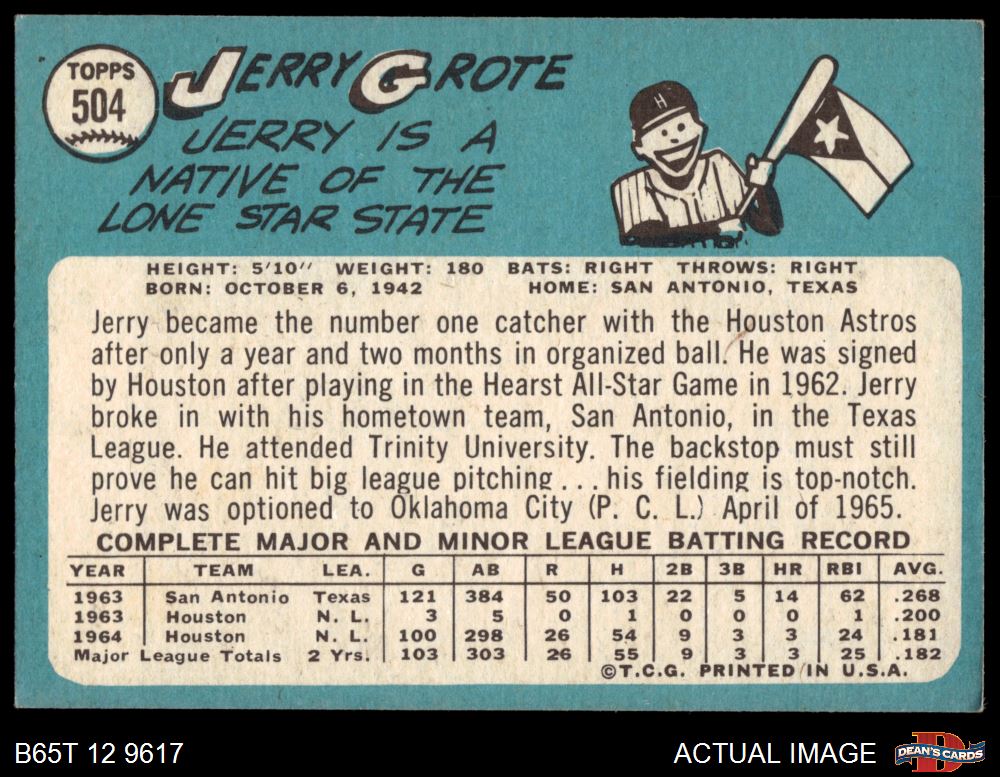 TOPPS
504
JERRY GROTE
JERRY IS A
NATIVE OF THE
LONE STAR STATE
H
HEIGHT: 5'10" WEIGHT: 180 BATS: RIGHT THROWS: RIGHT
BORN: OCTOBER 6, 1942 HOME: SAN ANTONIO, TEXAS
Jerry became the number one catcher with the Houston Astros
after only a year and two months in organized ball. He was signed
by Houston after playing in the Hearst All-Star Game in 1962. Jerry
broke in with his hometown team, San Antonio, in the Texas
League. He attended Trinity University. The backstop must still
prove he can hit big league pitching . . . his fielding is top-notch.
Jerry was optioned to Oklahoma City (P. C. L.) April of 1965.
COMPLETE MAJOR AND MINOR LEAGUE BATTING RECORD
YEAR TEAM LEA. G AB R H 2B 3B HR RBI AVG.
1963 San Antonio Texas 121 384 50 103 22 5 14 62 .268
1963 Houston N. L. 3 5 0 1 0 0 0 1 .200
1964 Houston N. L. 100 298 26 54 9 3 3 24 .181
Major League Totals 2 Yrs. 103 303 26 55 9 3 3 25 .182
©T.C.G. PRINTED IN U.S.A.
B65T 12 9617
ACTUAL IMAGE
DEAN'S CARDS